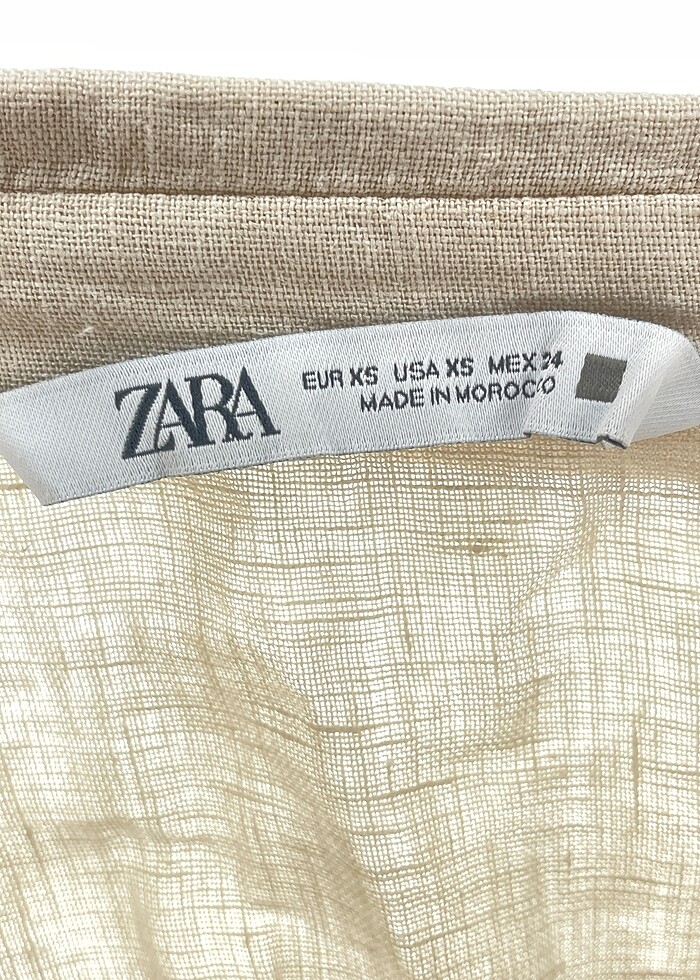 ZARA
EUR XS USA XS MEX 24
MADE IN MOROCCO